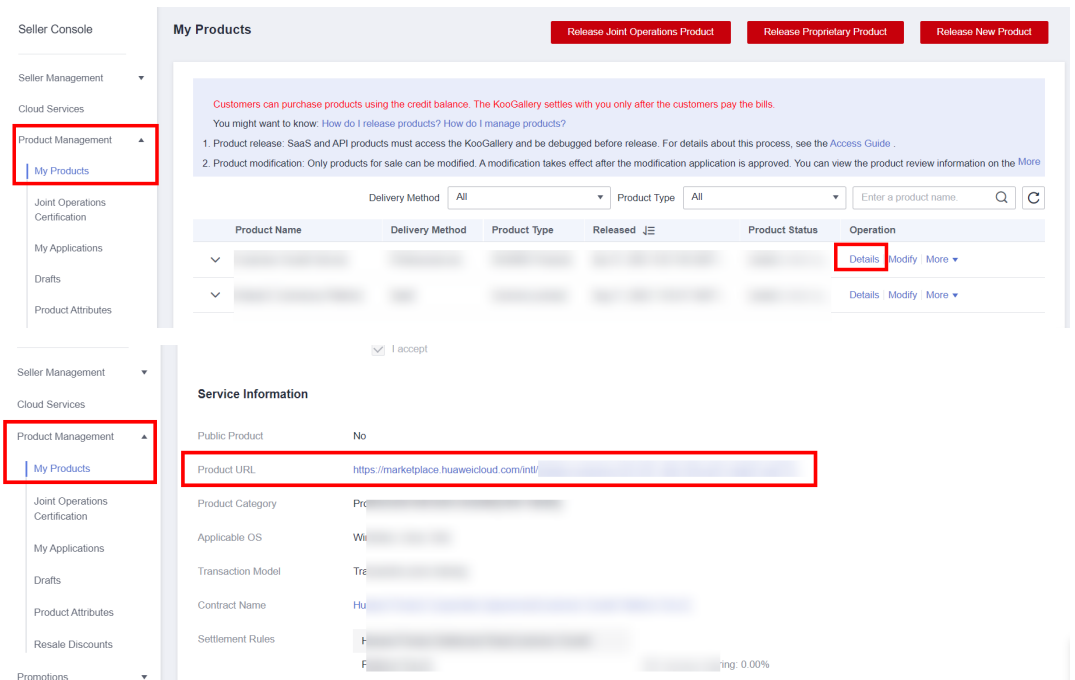 Seller Console
Seller Management
Cloud Services
Product Management
My Products
Joint Operations
Certification
My Applications
Drafts
Product Attributes
My Products
Release Joint Operations Product
Release Proprietary Product
Release New Product
Customers can purchase products using the credit balance. The KooGallery settles with you only after the customers pay the bills.
You might want to know: How do I release products? How do I manage products?
1. Product release: SaaS and API products must access the KooGallery and be debugged before release. For details about this process, see the Access Guide .
2. Product modification: Only products for sale can be modified. A modification takes effect after the modification application is approved. You can view the product review information on the More
Delivery Method All Product Type All Enter a product name.
Product Name Delivery Method Product Type Released Product Status Operation
Details Modify More
Details Modify More
Seller Management
Cloud Services
Product Management
My Products
Joint Operations
Certification
My Applications
Drafts
Product Attributes
Resale Discounts
Promotions
I accept
Service Information
Public Product No
Product URL https://marketplace.huaweicloud.com/intl/
Product Category
Applicable OS
Transaction Model
Contract Name
Settlement Rules
0.00%